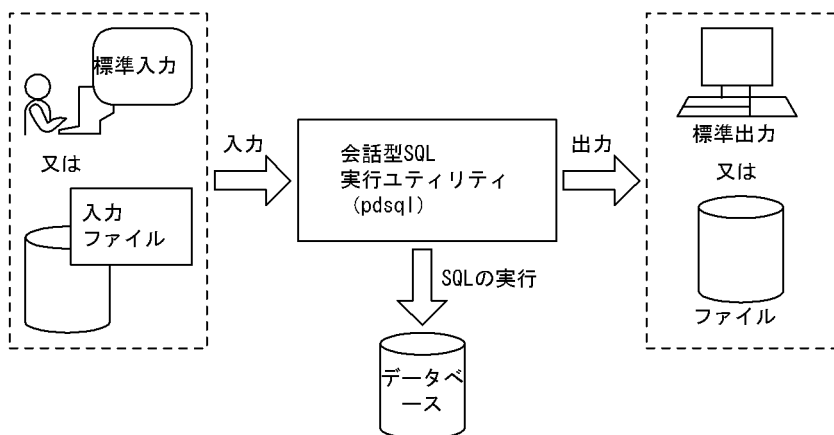 標準入力
又は
入力
ファイル
入力
会話型SQL
実行ユティリティ
(pdsql)
出力
SQLの実行
データベ
ース
標準出力
又は
ファイル